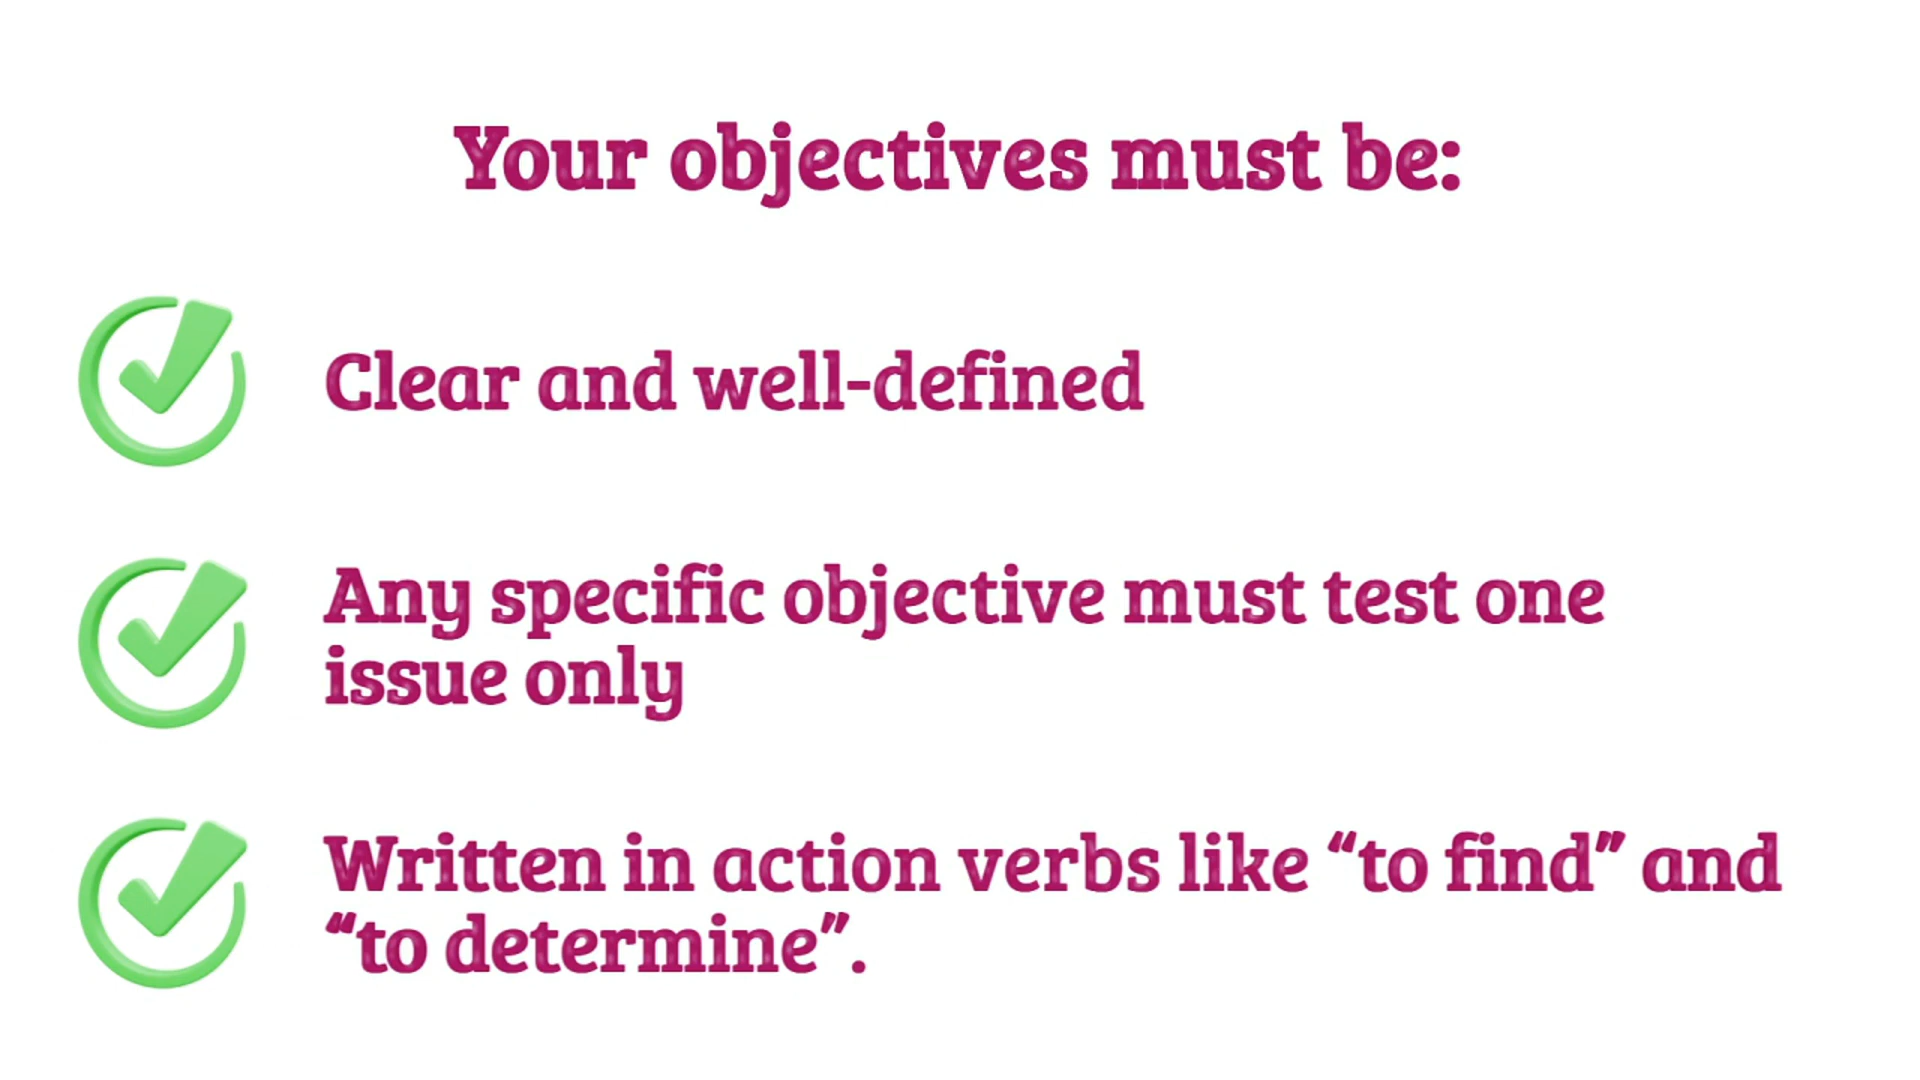 Your objectives must be:
Clear and well-defined
Any specific objective must test one
issue only
Written in action verbs like “to find” and
“to determine”.